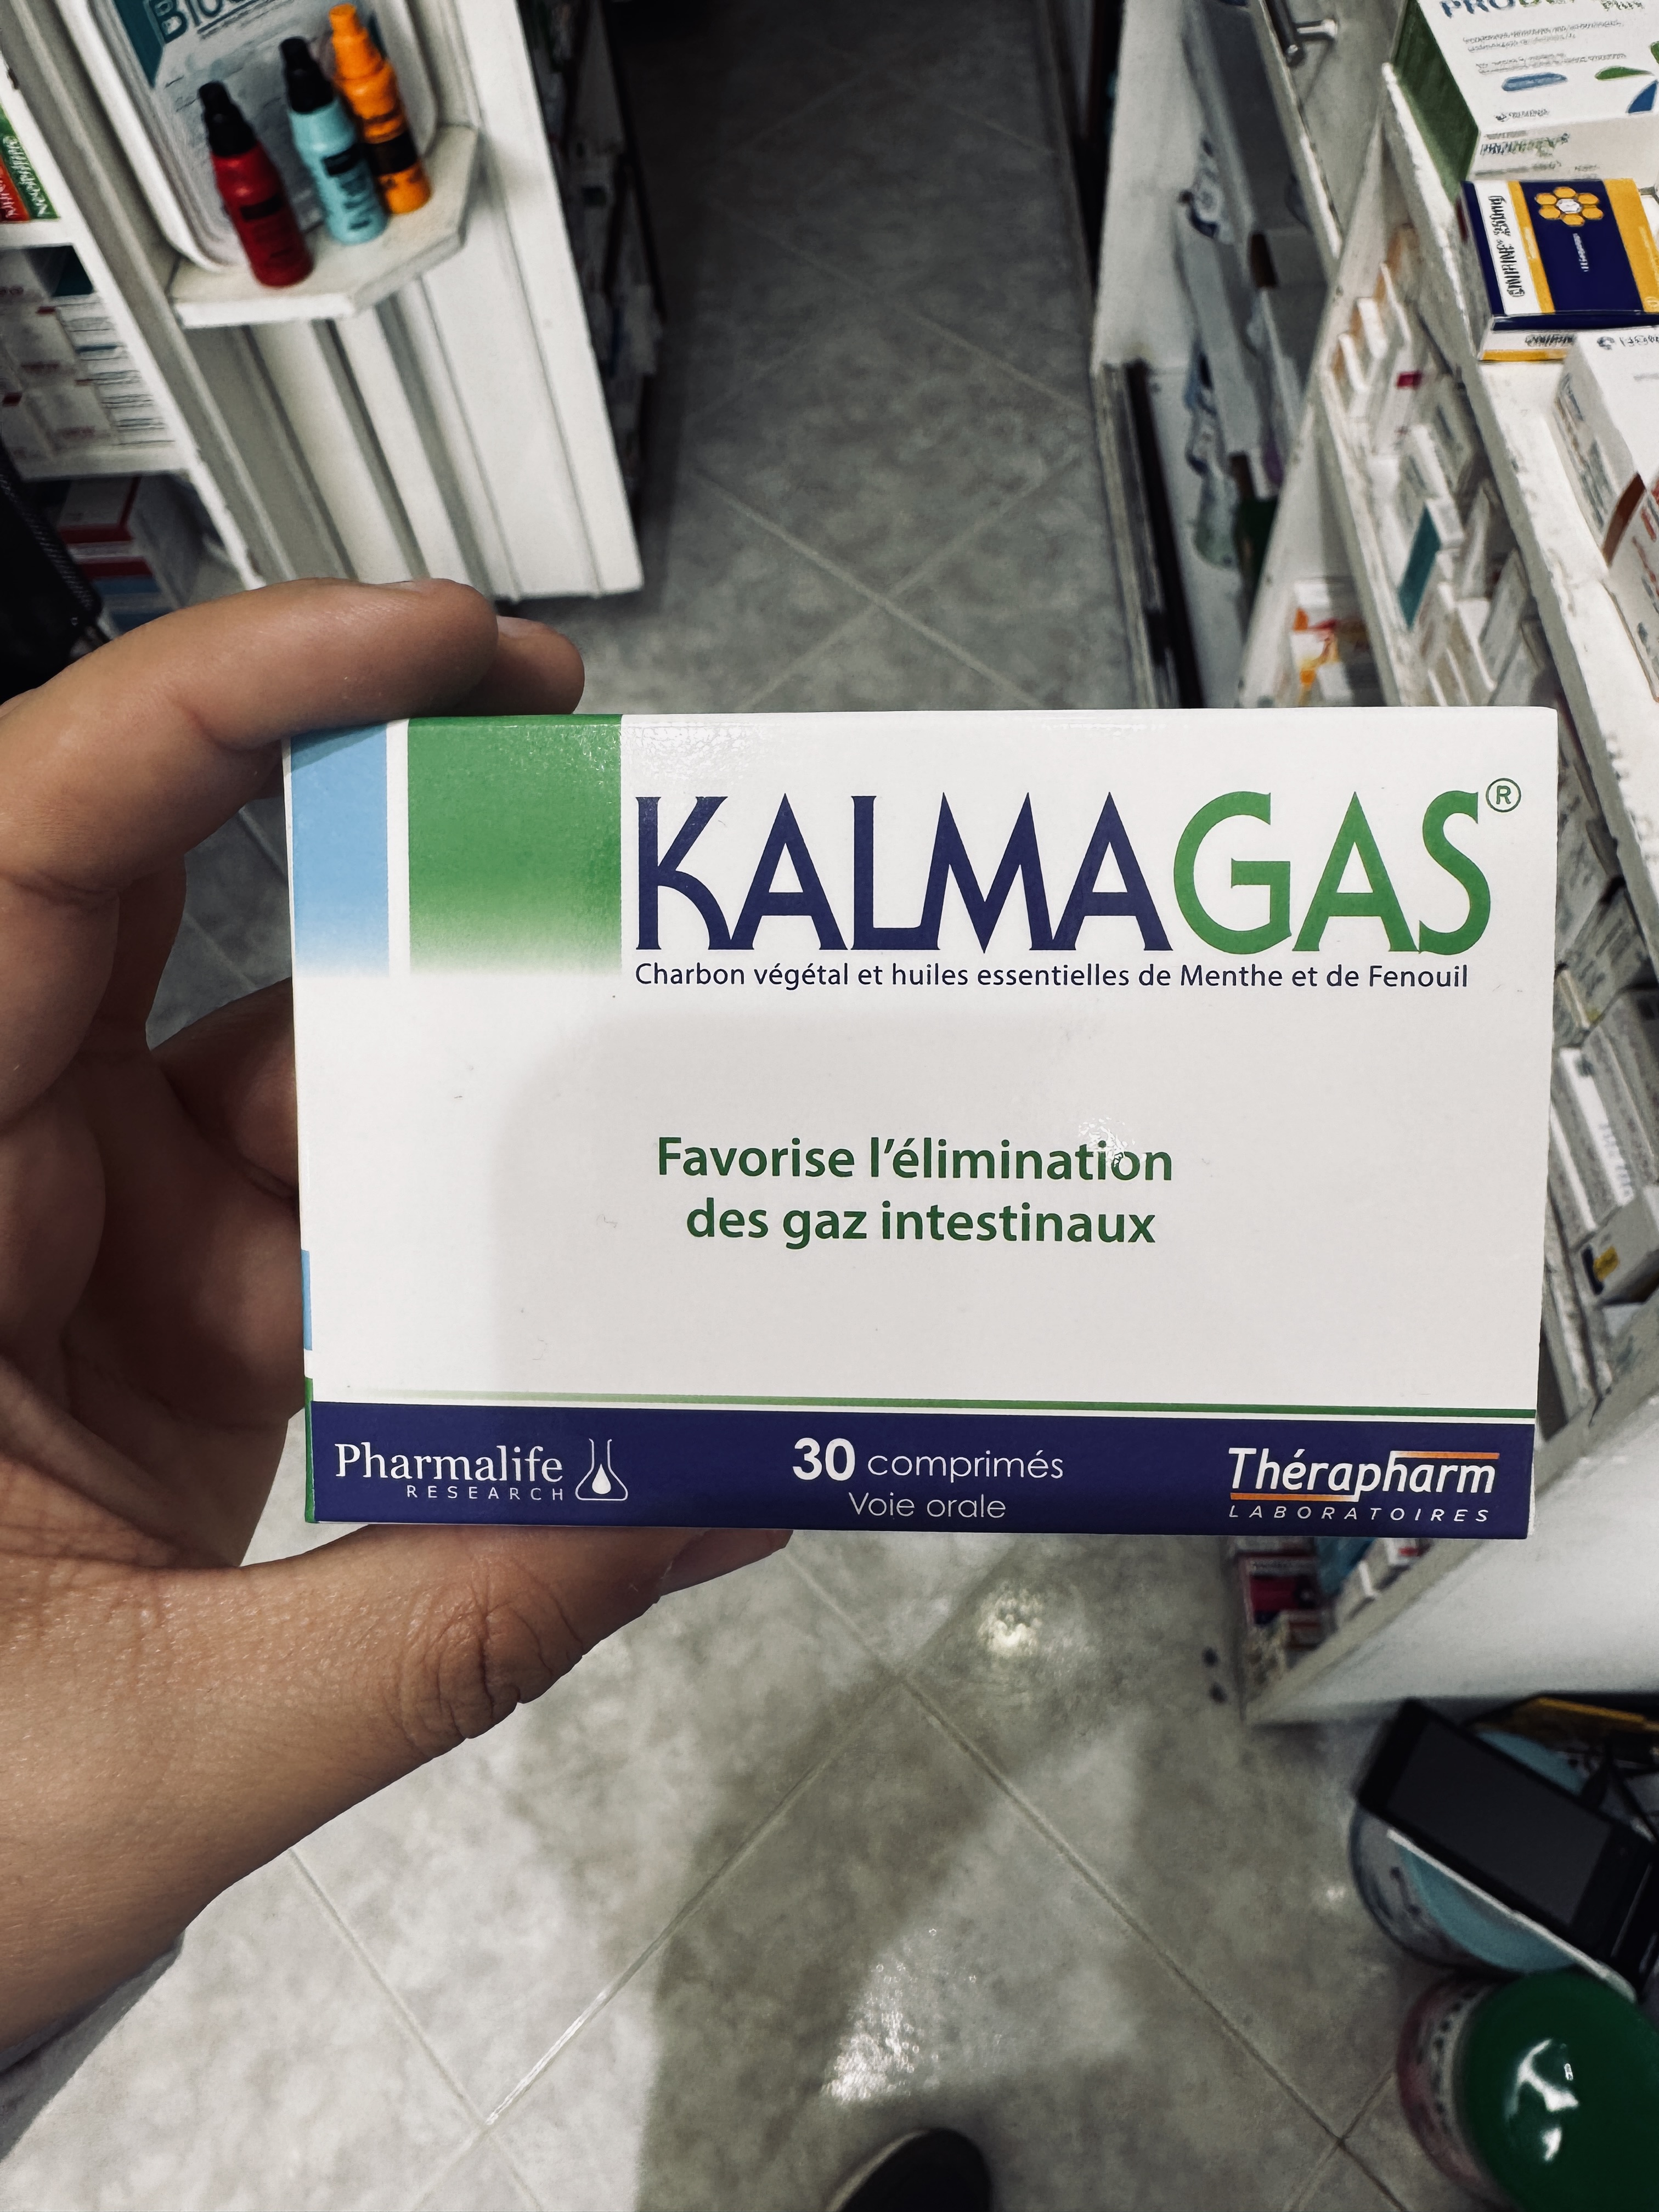 KALMAGAS®
Charbon végétal et huiles essentielles de Menthe et de Fenouil
Favorise l’élimination
des gaz intestinaux
Pharmalife
RESEARCH
30 comprimés
Voie orale
Thérapharm
LABORATOIRES